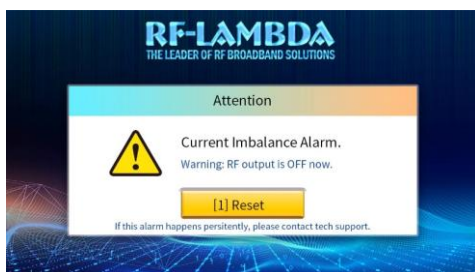 RF-LAMBDA
THE LEADER OF RF BROADBAND SOLUTIONS
Attention
Current Imbalance Alarm.
Warning: RF output is OFF now.
[1] Reset
If this alarm happens persitently, please contact tech support.